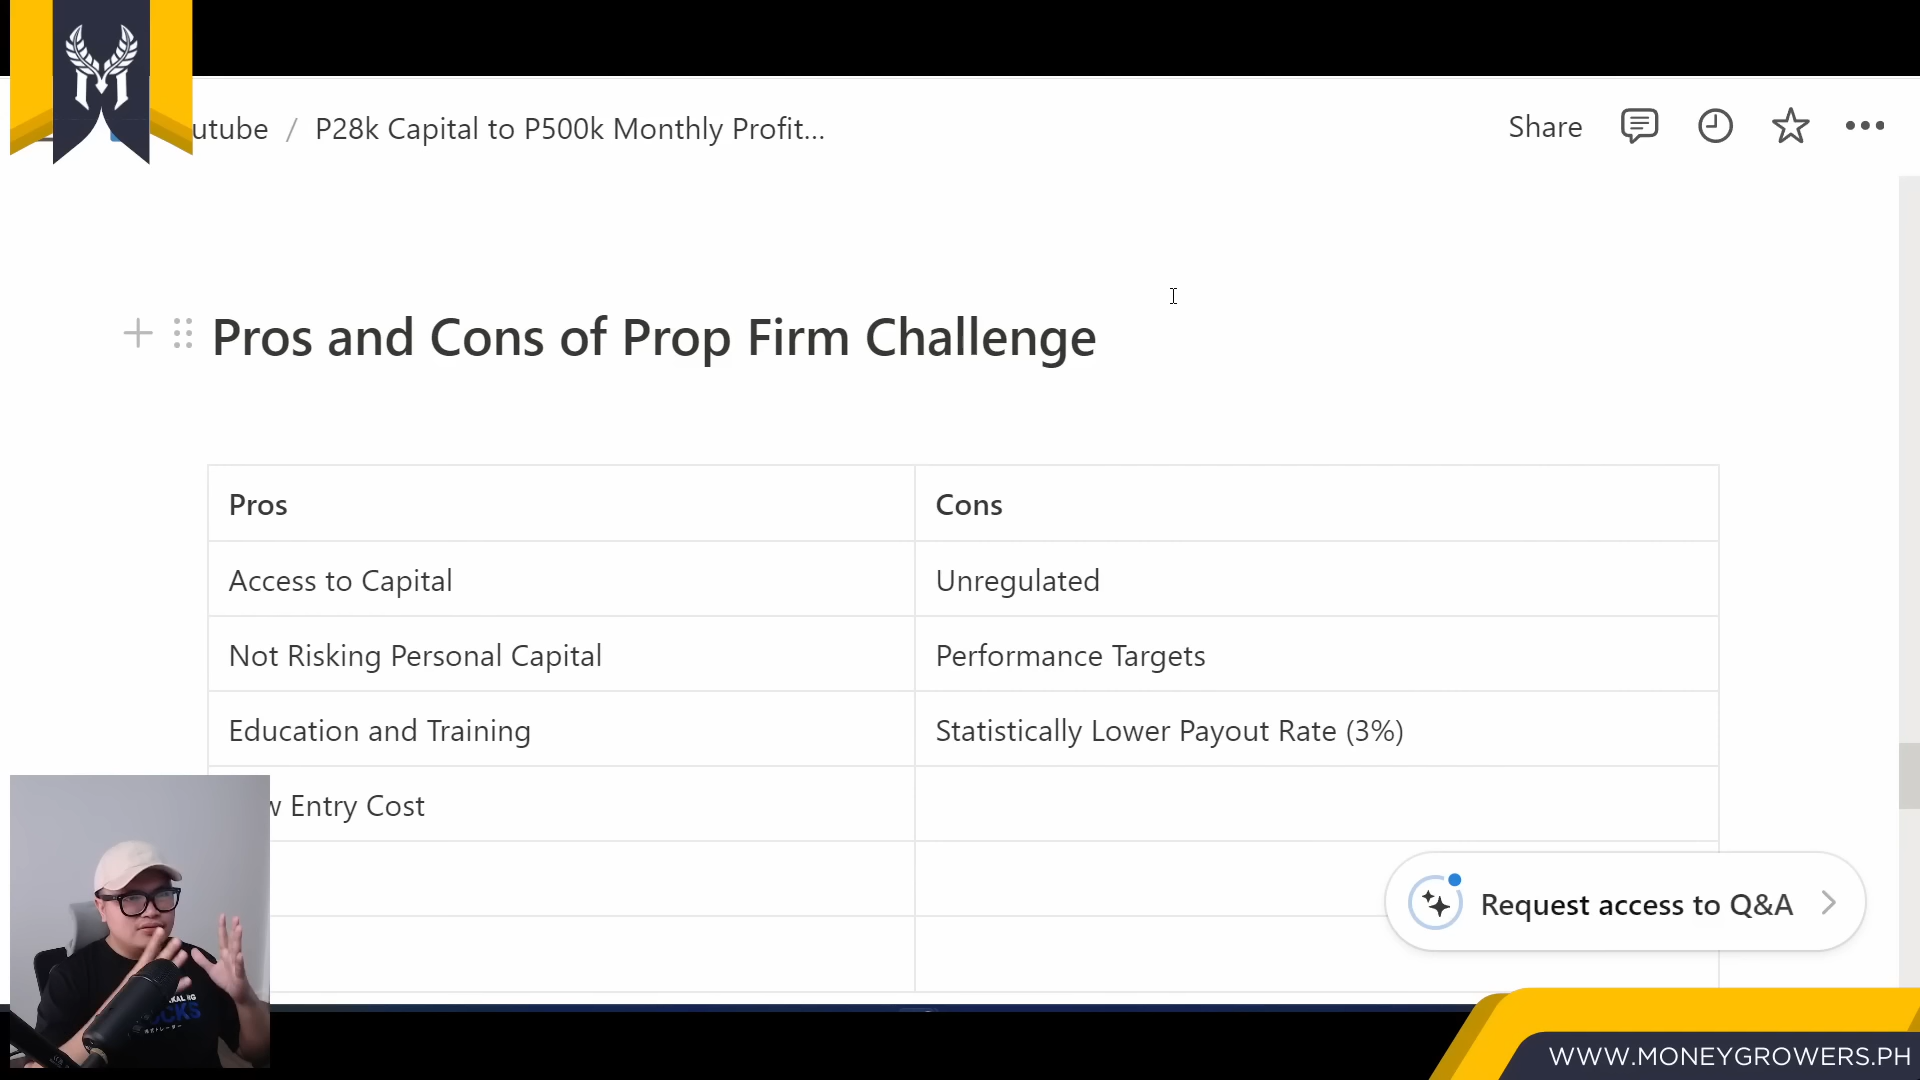 utube / P28k Capital to P500k Monthly Profit...
Share
Pros and Cons of Prop Firm Challenge
Pros Cons
Access to Capital Unregulated
Not Risking Personal Capital Performance Targets
Education and Training Statistically Lower Payout Rate (3%)
w Entry Cost
Request access to Q&A
WWW.MONEYGROWERS.PH